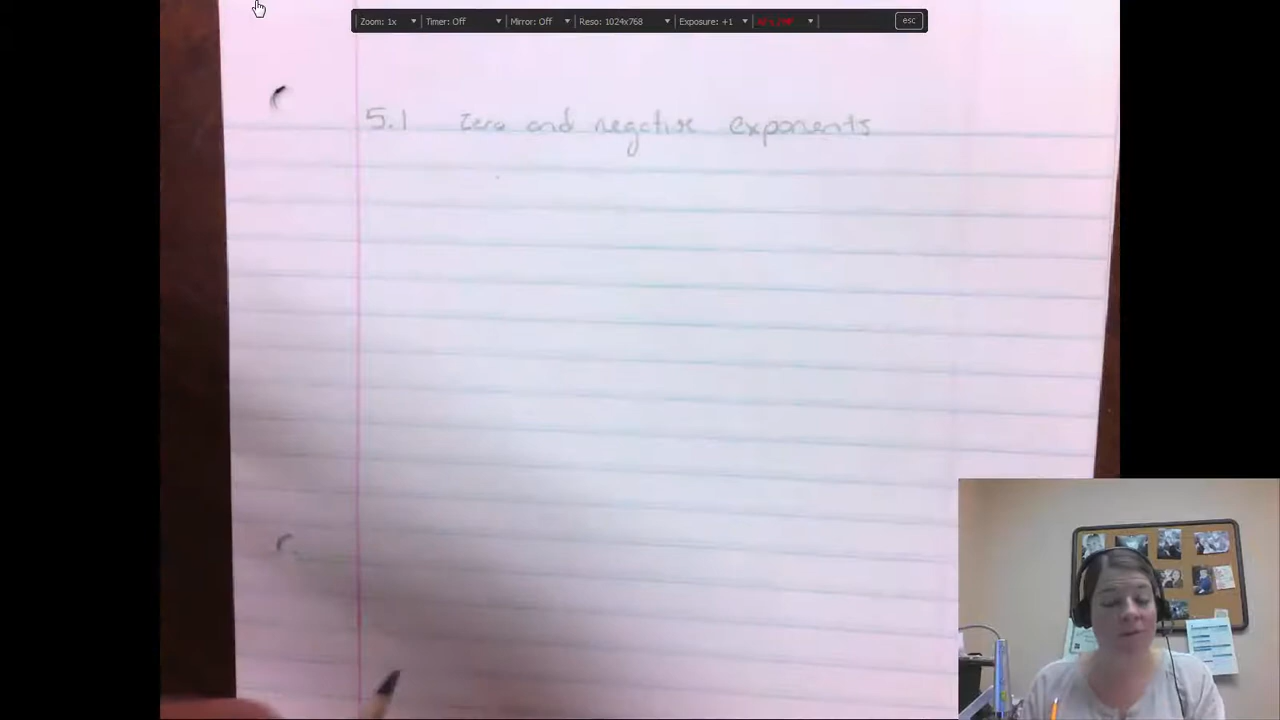 Zoom: 1x Timer: Off Mirror: Off Reso: 1024x768 Exposure: +1 esc
5.1 zero and negative exponents